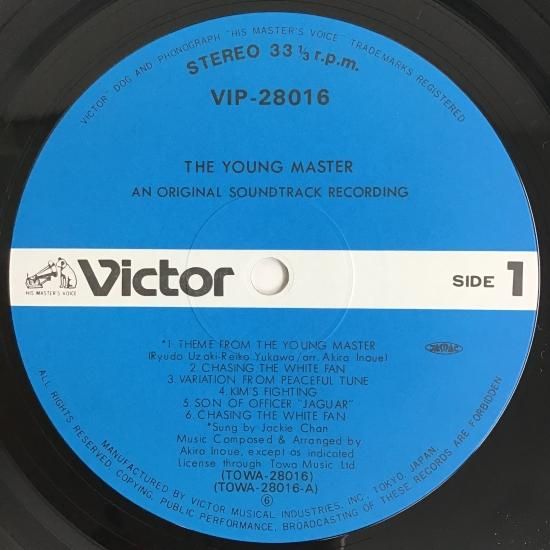 VICTOR "DOG AND PHONOGRAPH" "HIS MASTER'S VOICE" TRADEMARKS REGISTERED
STEREO 33 1/3 r.p.m.
VIP-28016
THE YOUNG MASTER
AN ORIGINAL SOUNDTRACK RECORDING
HIS MASTER'S VOICE
Victor
SIDE 1
*1. THEME FROM THE YOUNG MASTER
(Ryudo Uzaki-Reiko Yukawa/arr. Akira Inoue)
JASRAC
2. CHASING THE WHITE FAN
3. VARIATION FROM PEACEFUL TUNE
4. KIM'S FIGHTING
5. SON OF OFFICER "JAGUAR"
6. CHASING THE WHITE FAN
*Sung by Jackie Chan
Music Composed & Arranged by
Akira Inoue, except as indicated
License through Towa Music Ltd.
(TOWA-28016)
(TOWA-28016-A)
⑥
MANUFACTURED BY VICTOR MUSICAL INDUSTRIES, INC., TOKYO, JAPAN.
ALL RIGHTS RESERVED. COPYING, PUBLIC PERFORMANCE, BROADCASTING OF THESE RECORDS ARE FORBIDDEN